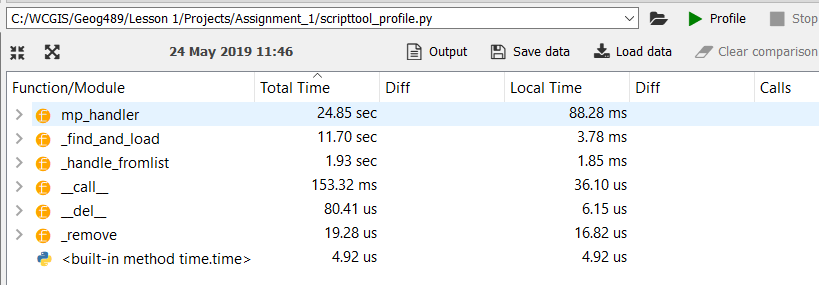 C:/WCGIS/Geog489/Lesson 1/Projects/Assignment_1/scripttool_profile.py Profile Stop
24 May 2019 11:46 Output Save data Load data Clear comparison
Function/Module Total Time Diff Local Time Diff Calls
mp_handler 24.85 sec 88.28 ms
_find_and_load 11.70 sec 3.78 ms
_handle_fromlist 1.93 sec 1.85 ms
__call__ 153.32 ms 36.10 us
__del__ 80.41 us 6.15 us
_remove 19.28 us 16.82 us
<built-in method time.time> 4.92 us 4.92 us